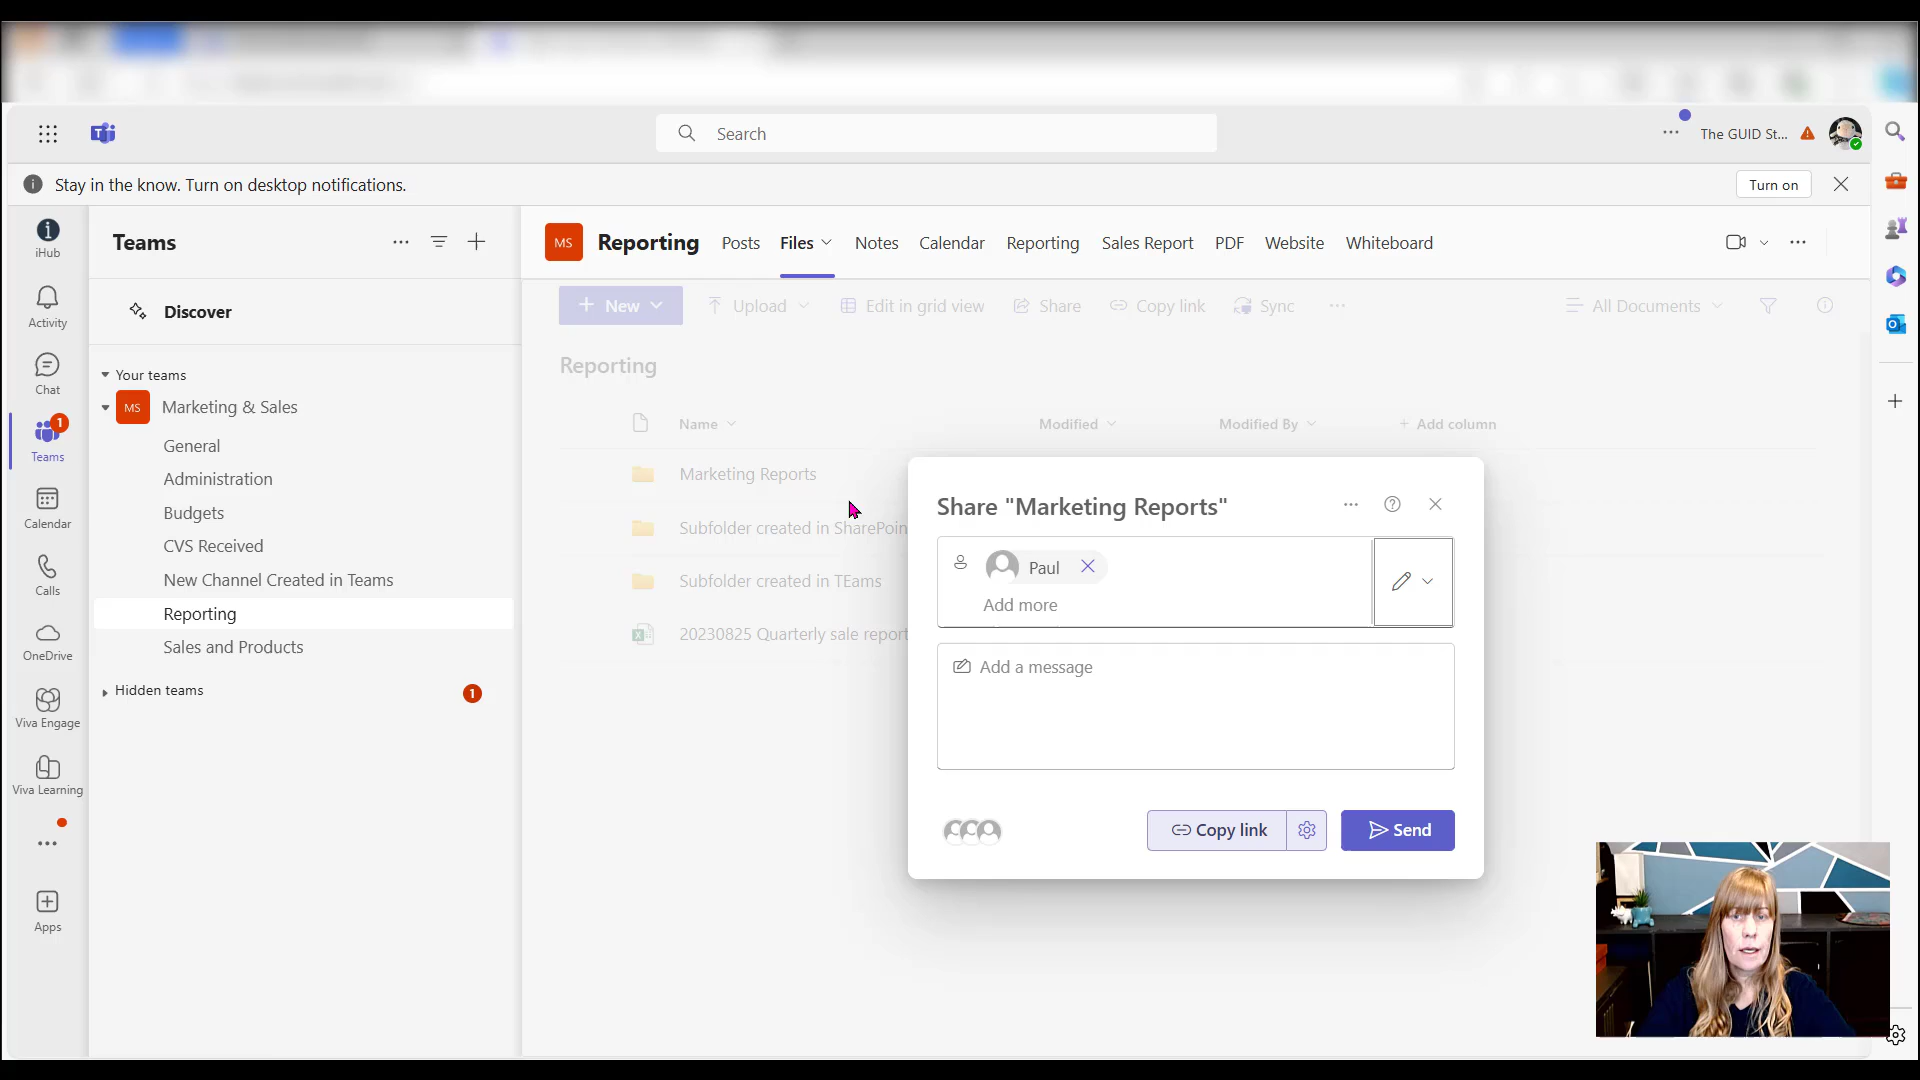 Search
The GUID St...
Stay in the know. Turn on desktop notifications.
Turn on
iHub
Activity
Chat
1
Teams
Calendar
Calls
OneDrive
Viva Engage
Viva Learning
Apps
Teams
Discover
Your teams
MS Marketing & Sales
General
Administration
Budgets
CVS Received
New Channel Created in Teams
Reporting
Sales and Products
Hidden teams 1
MS Reporting Posts Files Notes Calendar Reporting Sales Report PDF Website Whiteboard
+ New Upload Edit in grid view Share Copy link Sync ... All Documents
Reporting
Name Modified Modified By + Add column
Marketing Reports
Subfolder created in SharePoin
Subfolder created in TEams
20230825 Quarterly sale report
Share "Marketing Reports"
Paul
Add more
Add a message
Copy link
Send